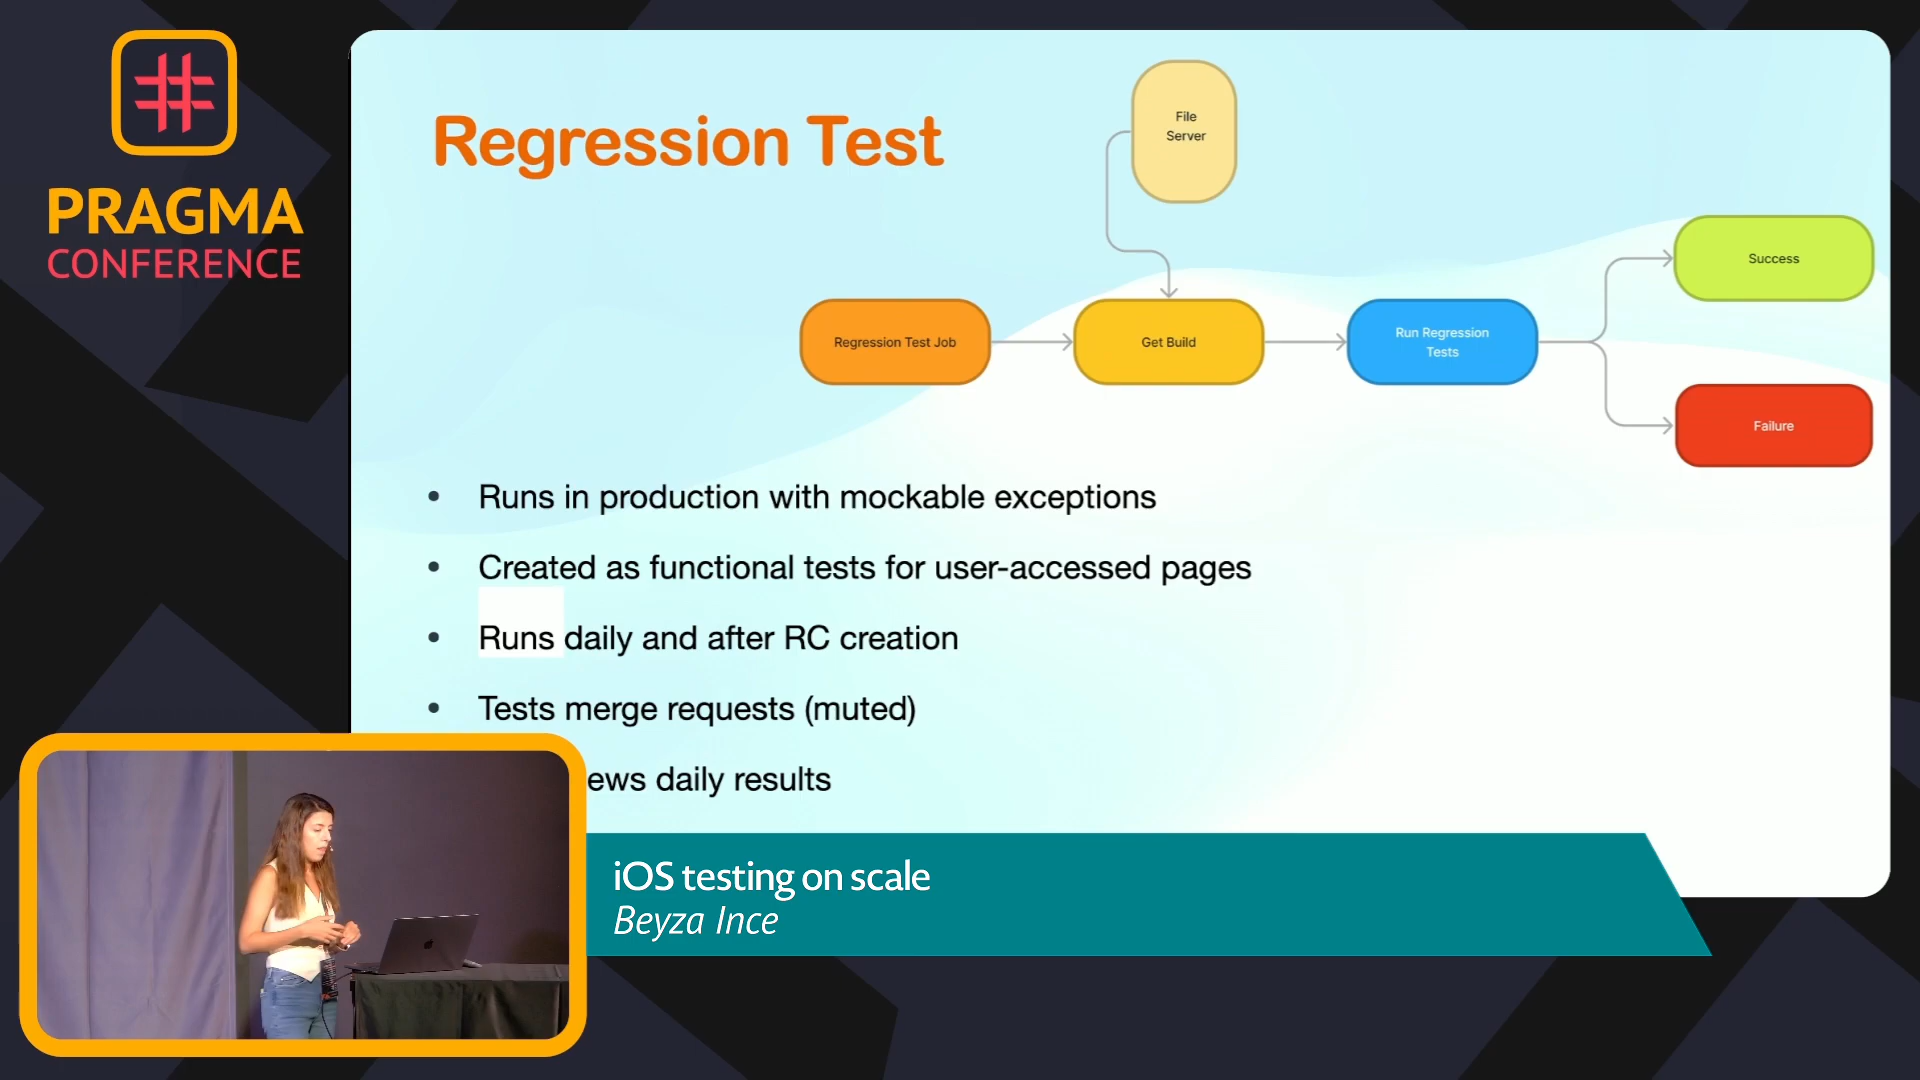 PRAGMA
CONFERENCE
Regression Test
File
Server
Regression Test Job
Get Build
Run Regression
Tests
Success
Failure
• Runs in production with mockable exceptions
• Created as functional tests for user-accessed pages
• Runs daily and after RC creation
• Tests merge requests (muted)
daily results
iOS testing on scale
Beyza Ince